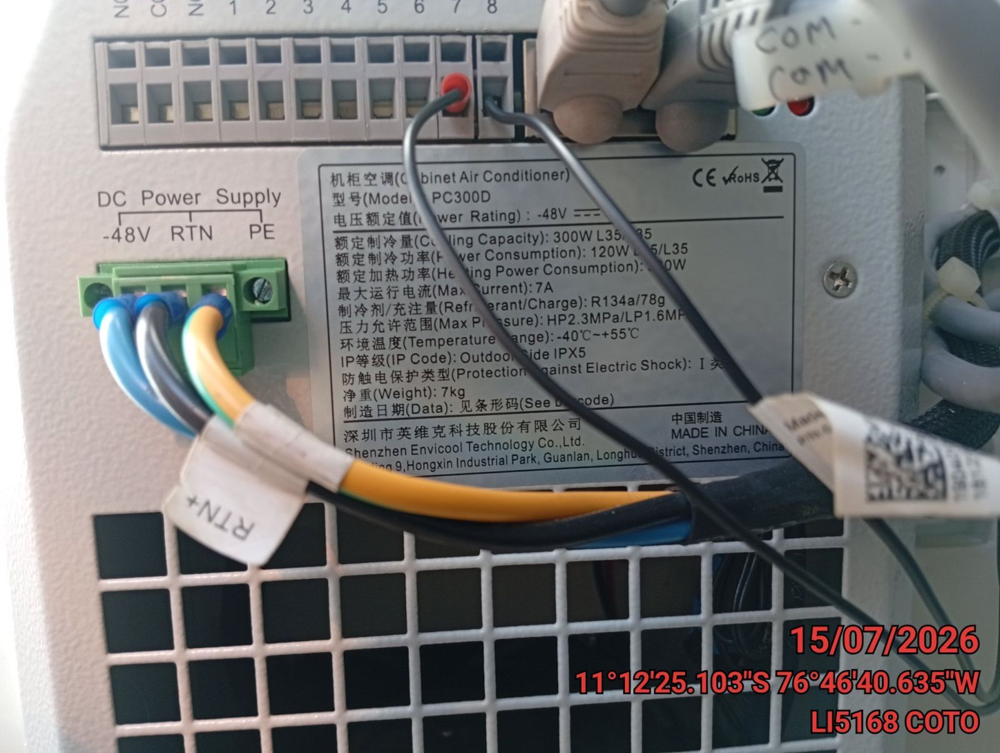 1 2 3 4 5 6 7 8
COM -
COM -
DC Power Supply
-48V RTN PE
机柜空调(Cabinet Air Conditioner)
CE RoHS
型号(Model) PC300D
电压额定值(Power Rating) : -48V
额定制冷量(Cooling Capacity): 300W L35/L35
额定制冷功率(Power Consumption): 120W L35/L35
额定加热功率(Heating Power Consumption):
最大运行电流(Max Current): 7A
制冷剂/充注量(Refrigerant/Charge): R134a/78g
压力允许范围(Max Pressure): HP2.3MPa/LP1.6MP
环境温度(Temperature Range): -40℃~+55℃
IP等级(IP Code): Outdoor Side IPX5
防触电保护类型(Protection Against Electric Shock): I 类
净重(Weight): 7kg
制造日期(Data): 见条形码(See barcode)
深圳市英维克科技股份有限公司
中国制造
Shenzhen Envicool Technology Co.,Ltd.
MADE IN CHINA
9,Hongxin Industrial Park, Guanlan, Longhua District, Shenzhen, China
RTN+
15/07/2026
11°12'25.103"S 76°46'40.635"W
LI5168 COTO